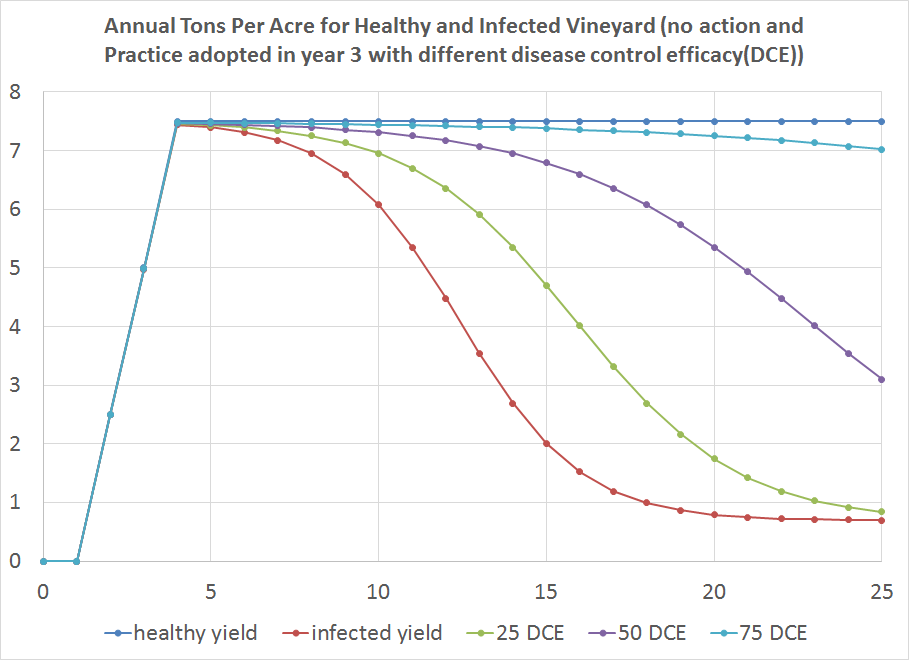 Annual Tons Per Acre for Healthy and Infected Vineyard (no action and
Practice adopted in year 3 with different disease control efficacy(DCE))
8
7
6
5
4
3
2
1
0
0 5 10 15 20 25
healthy yield infected yield 25 DCE 50 DCE 75 DCE